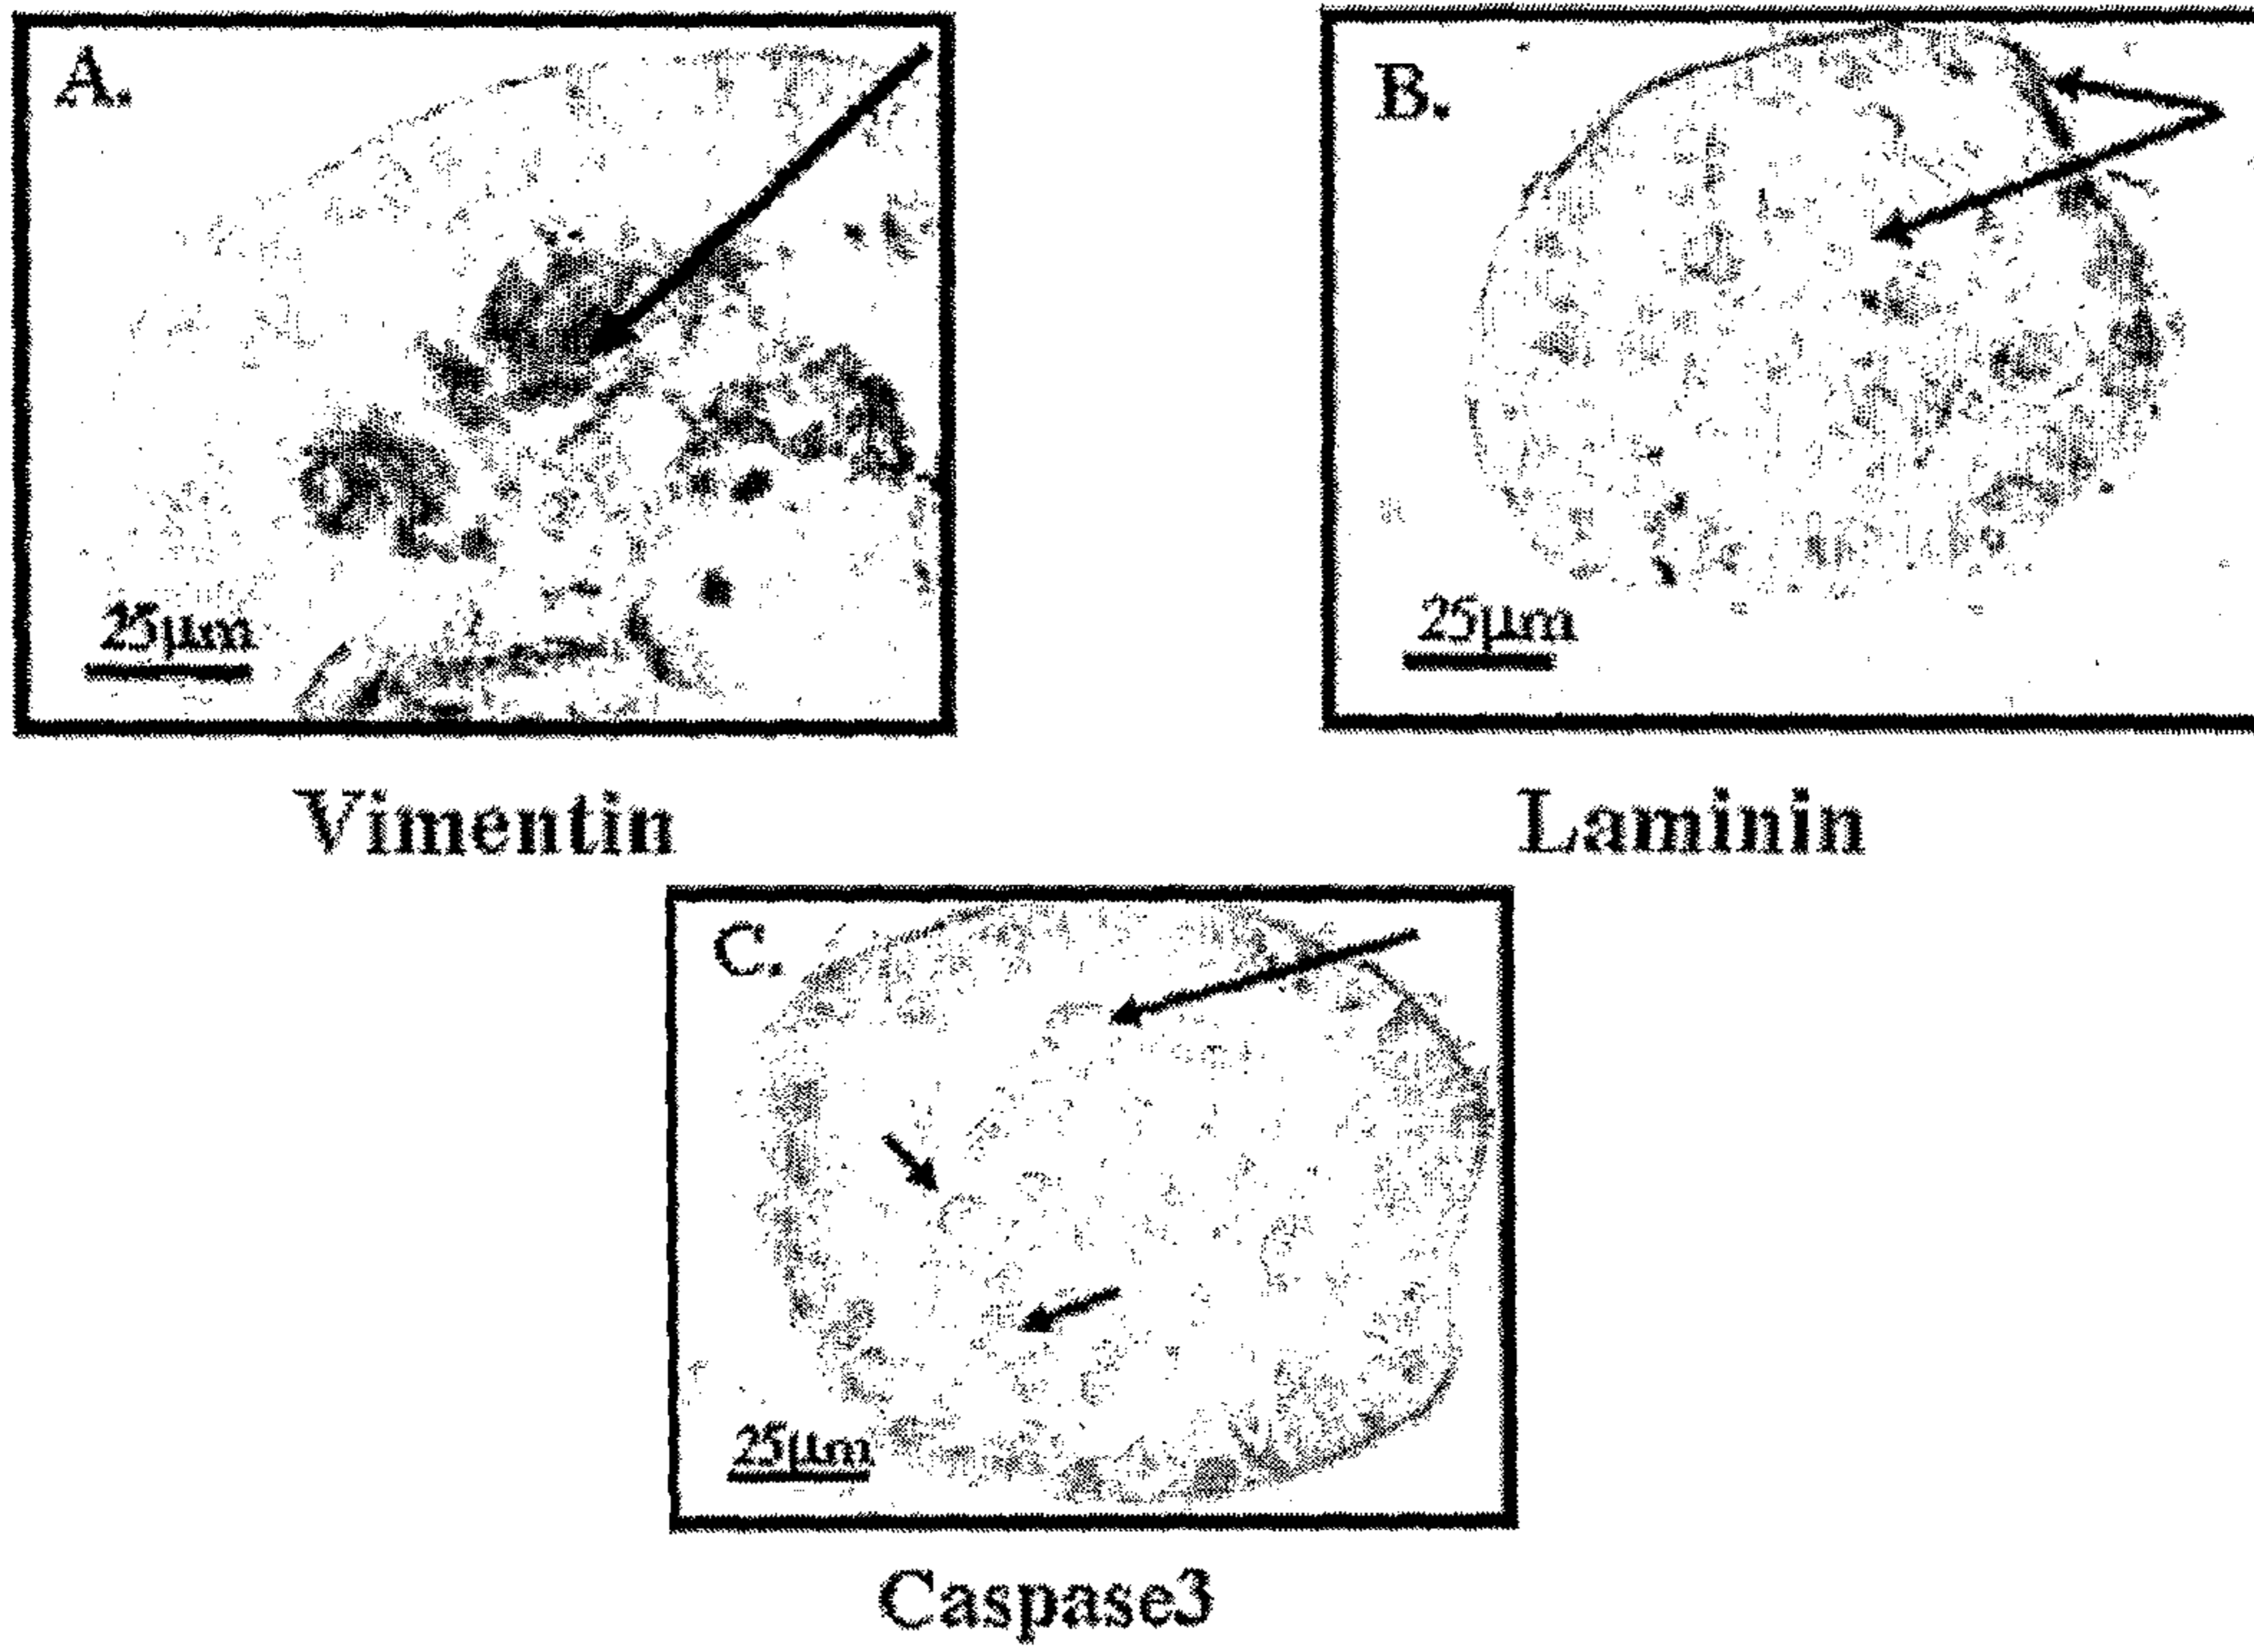 A.
25μm
Vimentin
B.
25μm
Laminin
C.
25μm
Caspase3